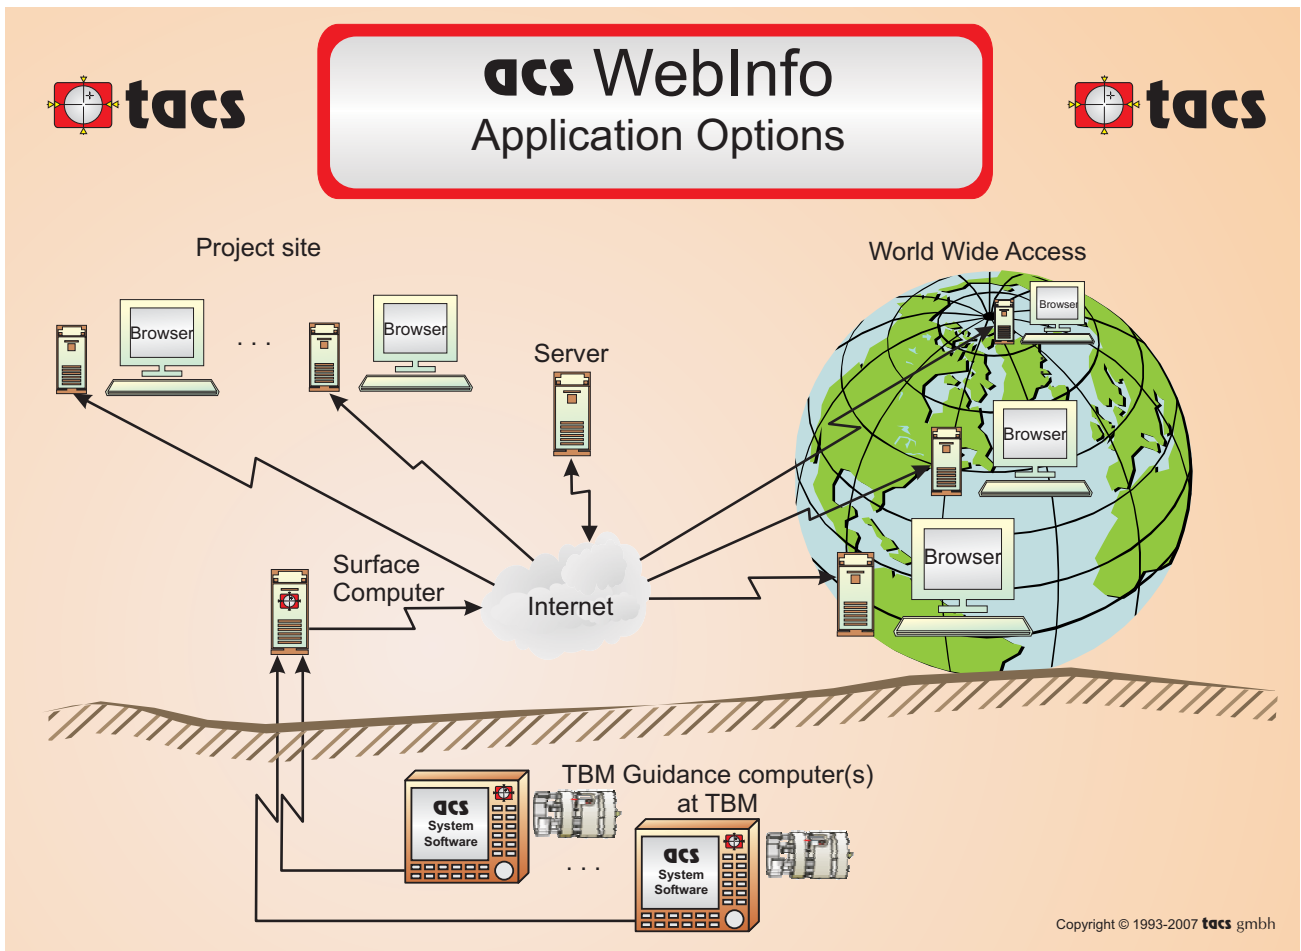 acs WebInfo
Application Options
tacs
tacs
Project site
World Wide Access
Browser
. . .
Browser
Server
Browser
Browser
Browser
Surface
Computer
Internet
TBM Guidance computer(s)
at TBM
acs
System
Software
. . .
acs
System
Software
Copyright © 1993-2007 tacs gmbh